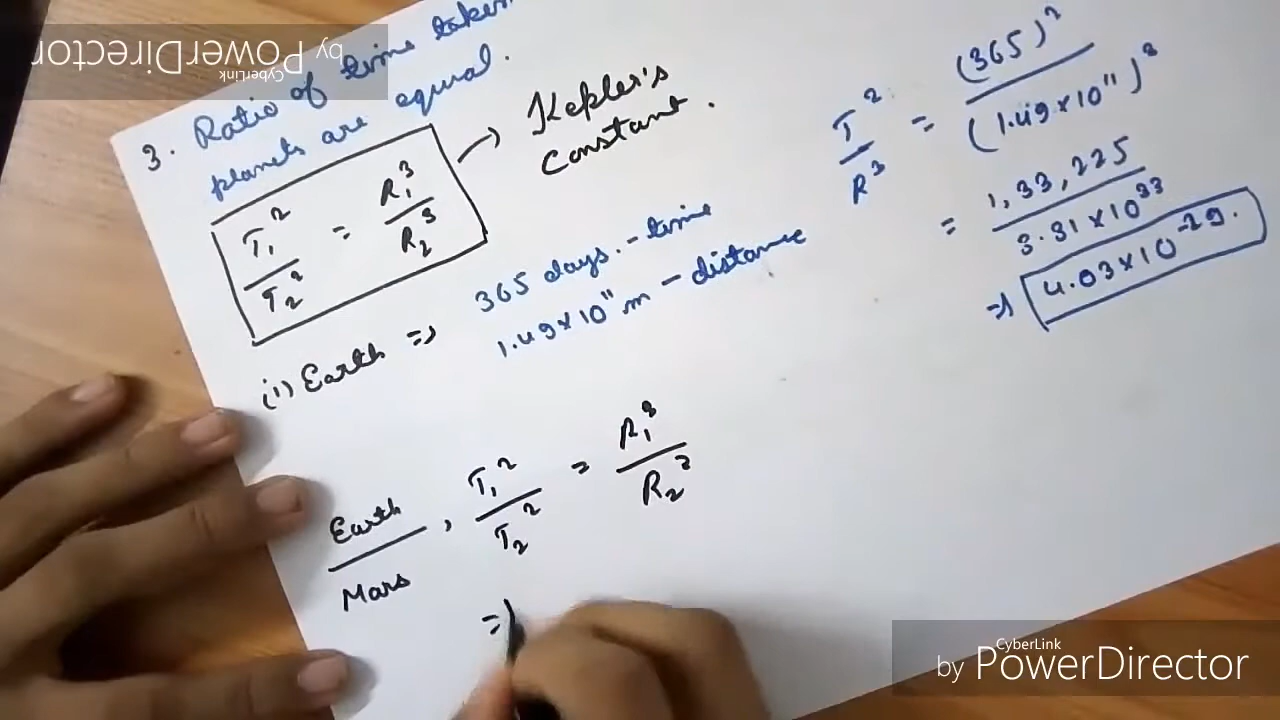 by CyberLink PowerDirector
3. Ratio of time taken
planets are equal.
T₁²/T₂² = R₁³/R₂³ → Kepler's
constant.
(1) Earth ⇒ 365 days. - time
1.49×10¹¹ m - distance
T²/R³ = (365)²/(1.49×10¹¹)³
= 1,33,225/3.31×10³³
⇒ 4.03×10⁻²⁹.
Earth/Mars, T₁²/T₂² = R₁³/R₂³
=
CyberLink
by PowerDirector